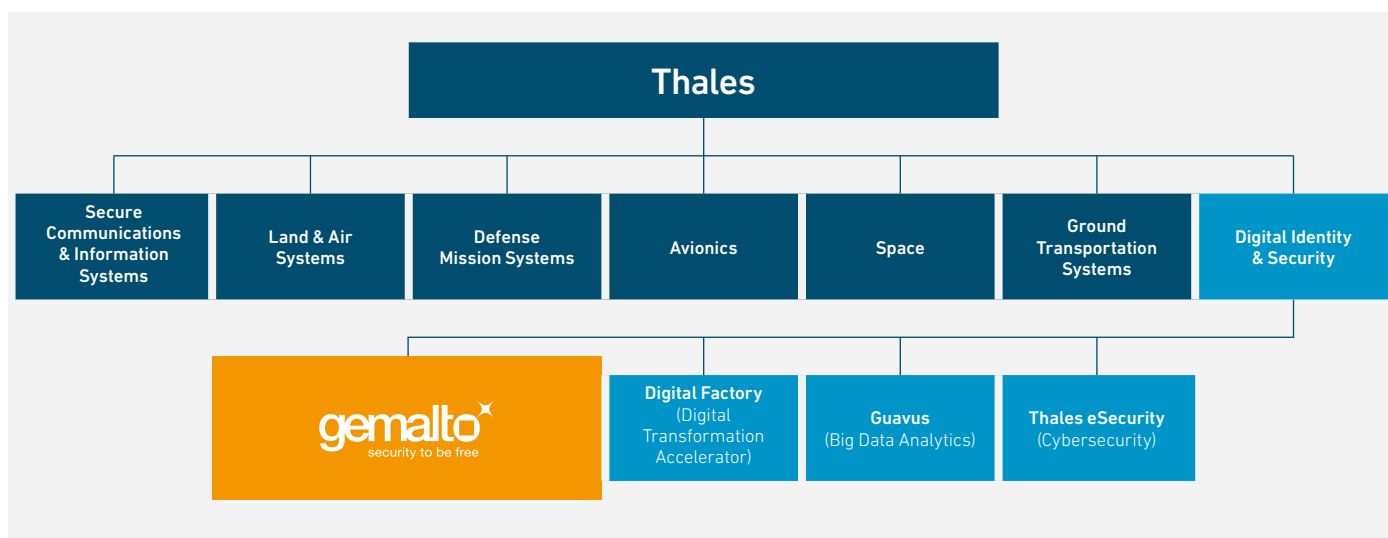 Thales
Secure
Communications
& Information
Systems
Land & Air
Systems
Defense
Mission Systems
Avionics
Space
Ground
Transportation
Systems
Digital Identity
& Security
gemalto
security to be free
Digital Factory
(Digital
Transformation
Accelerator)
Guavus
(Big Data Analytics)
Thales eSecurity
(Cybersecurity)